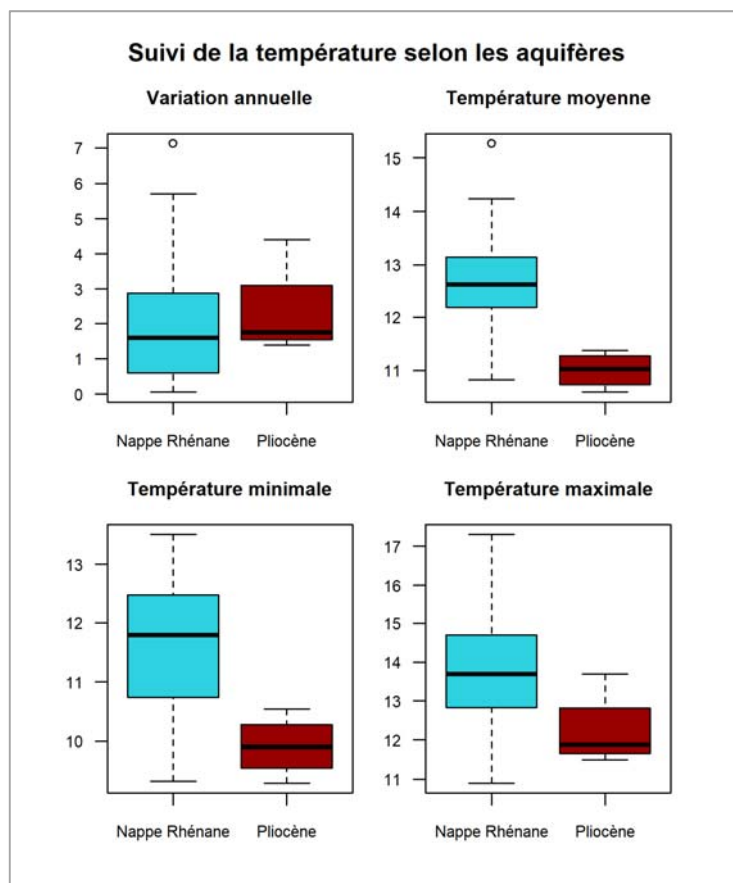 Suivi de la température selon les aquifères
Variation annuelle
7
6
5
4
3
2
1
0
Nappe Rhénane Pliocène
Température moyenne
15
14
13
12
11
Nappe Rhénane Pliocène
Température minimale
13
12
11
10
Nappe Rhénane Pliocène
Température maximale
17
16
15
14
13
12
11
Nappe Rhénane Pliocène